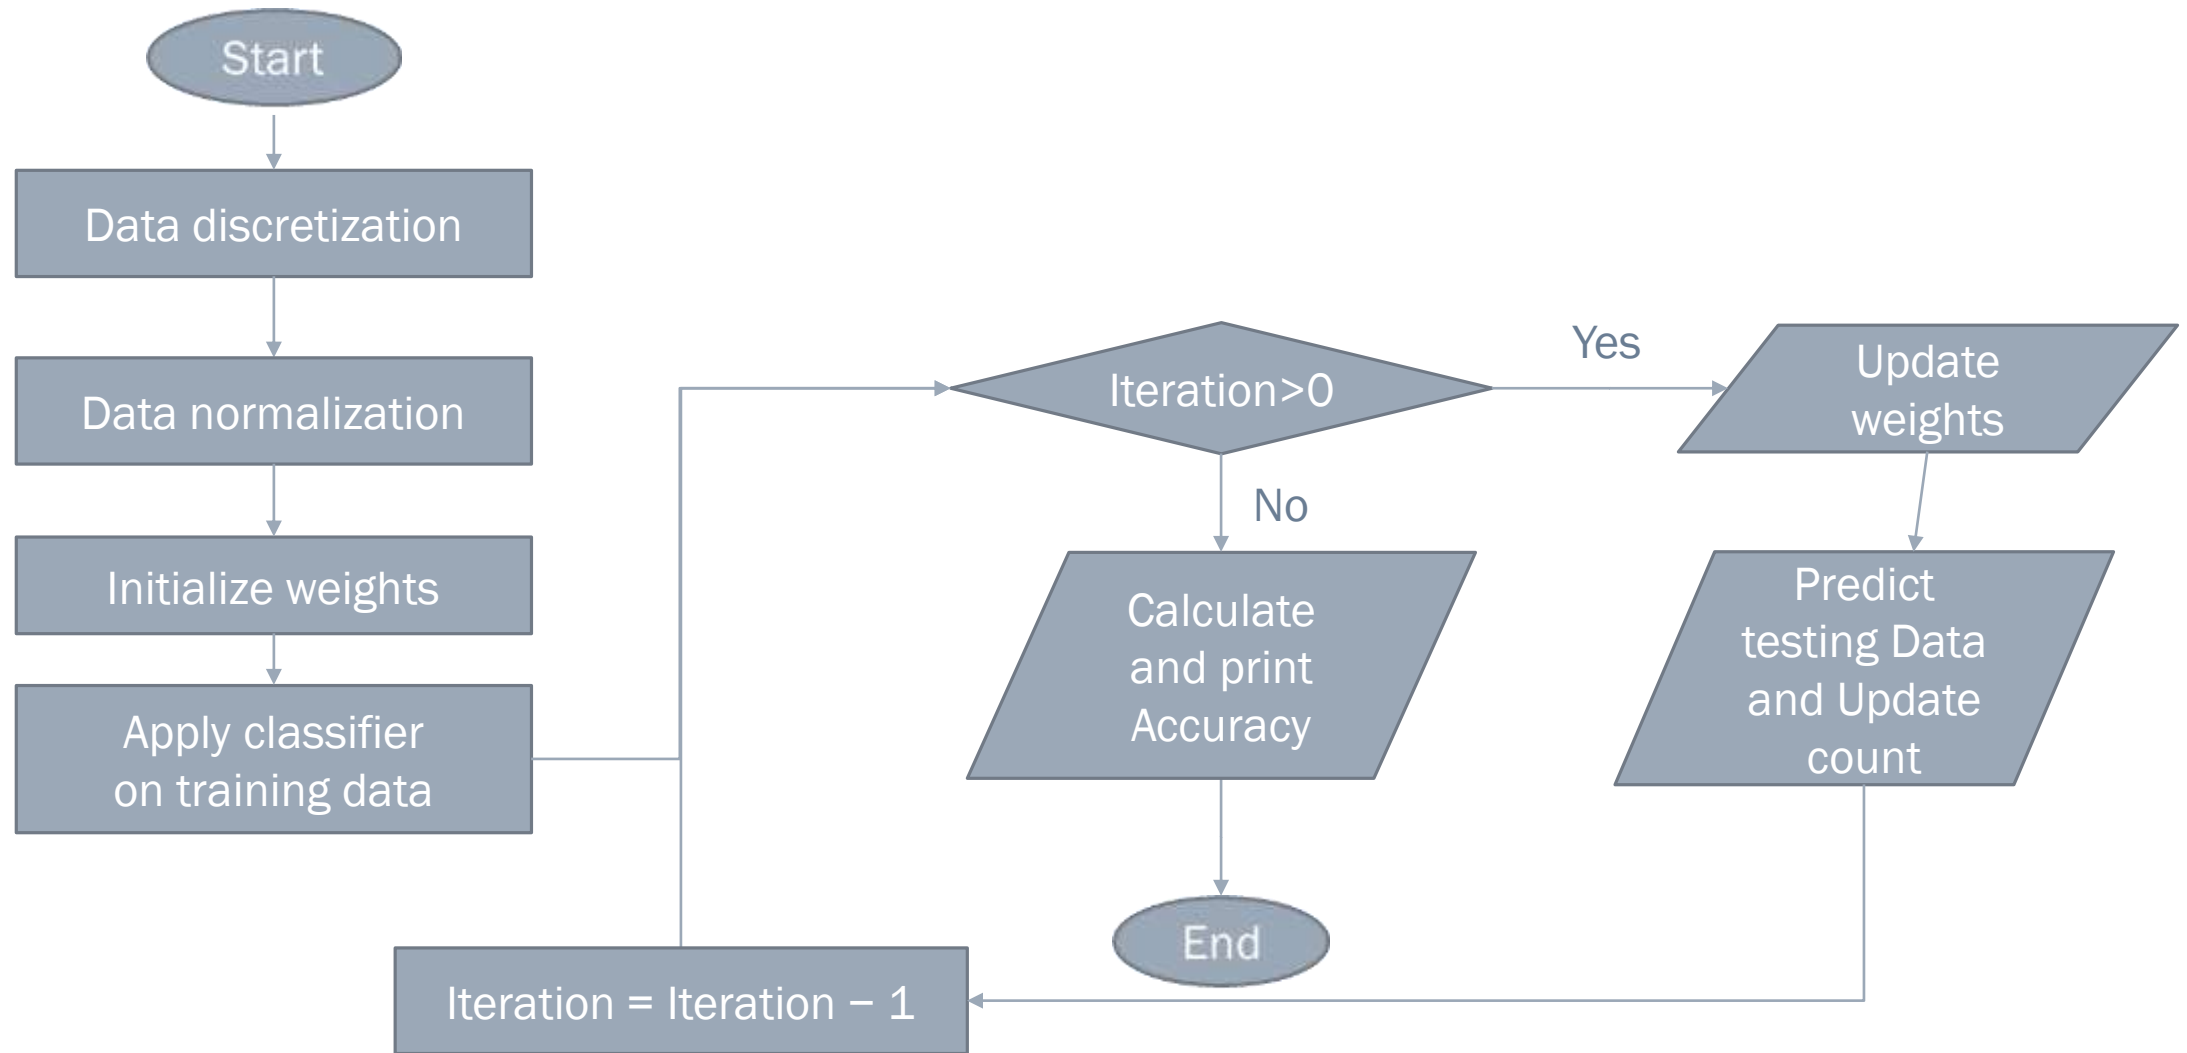 Start
Data discretization
Data normalization
Initialize weights
Apply classifier
on training data
Iteration>0
Yes
Update
weights
No
Calculate
and print
Accuracy
Predict
testing Data
and Update
count
End
Iteration = Iteration − 1